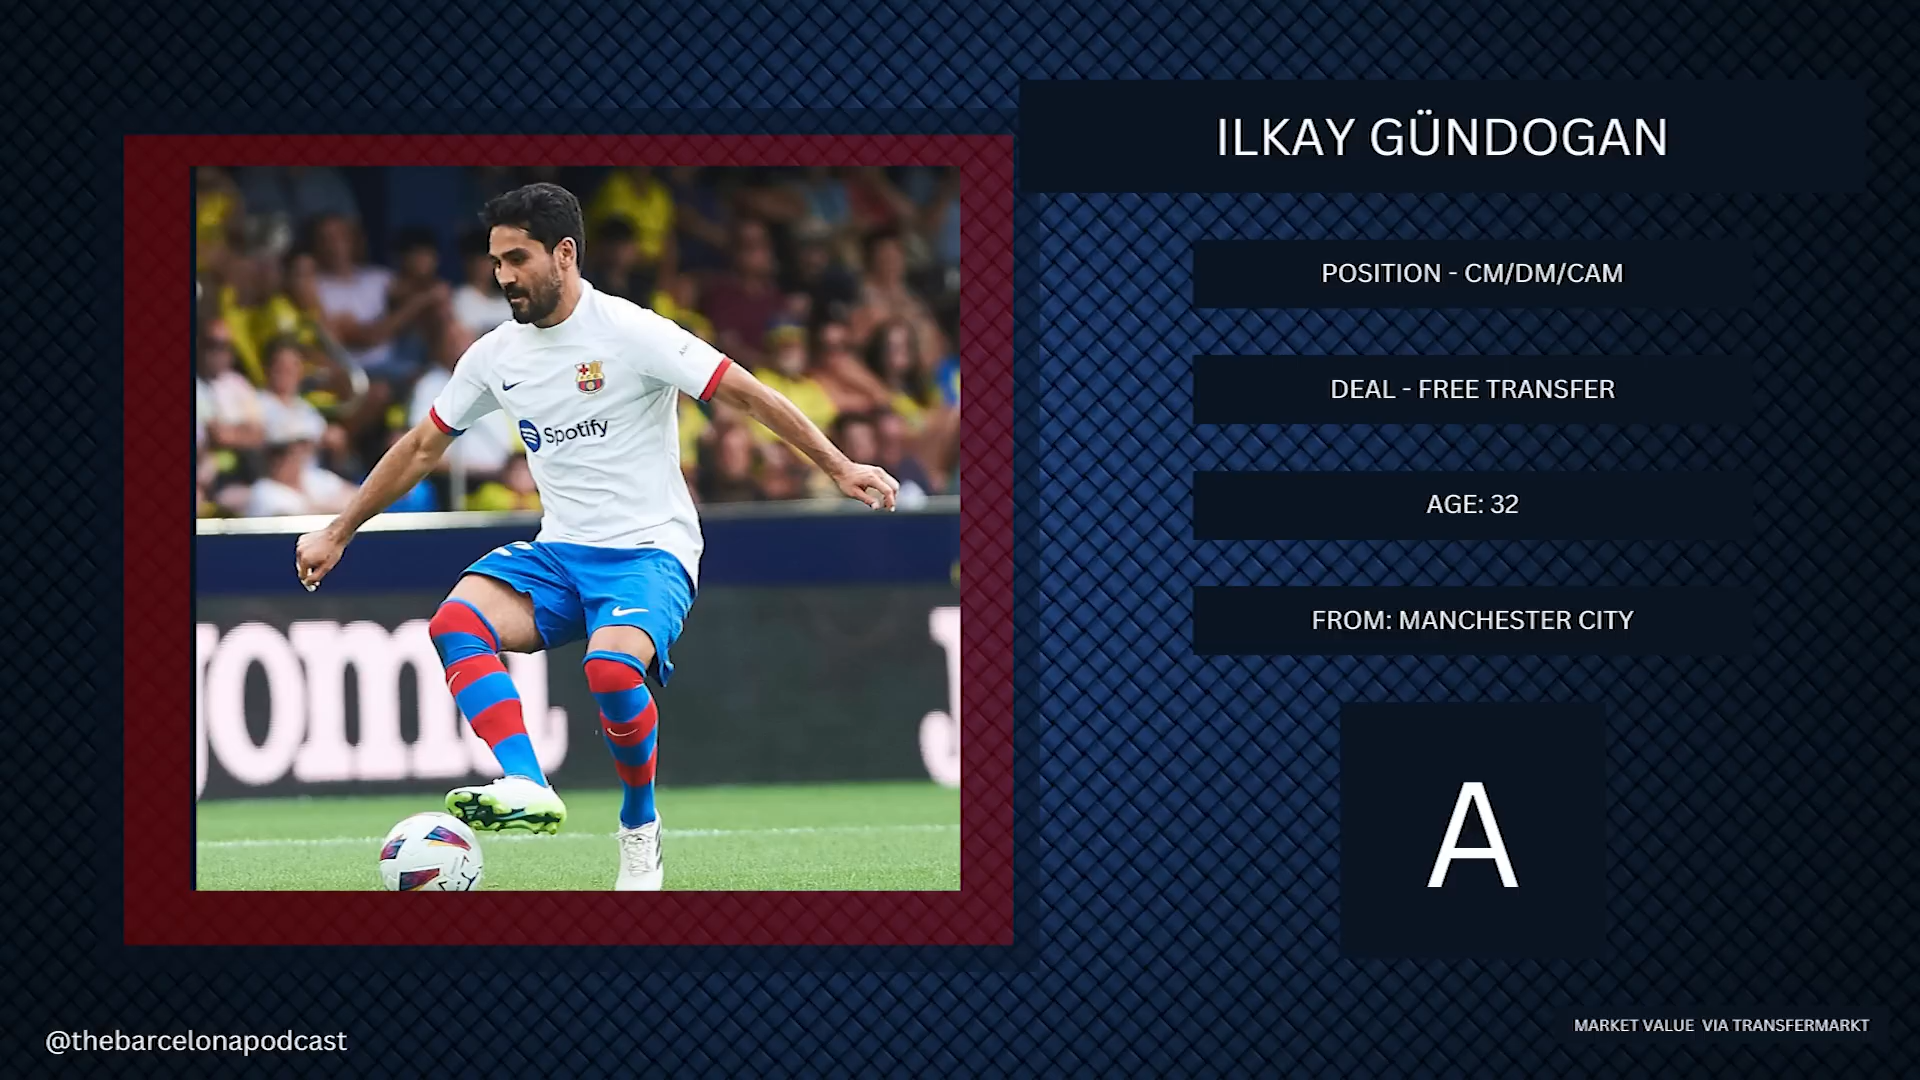 ILKAY GÜNDOGAN
POSITION - CM/DM/CAM
DEAL - FREE TRANSFER
AGE: 32
FROM: MANCHESTER CITY
A
Spotify
oma
@thebarcelonapodcast
MARKET VALUE VIA TRANSFERMARKT